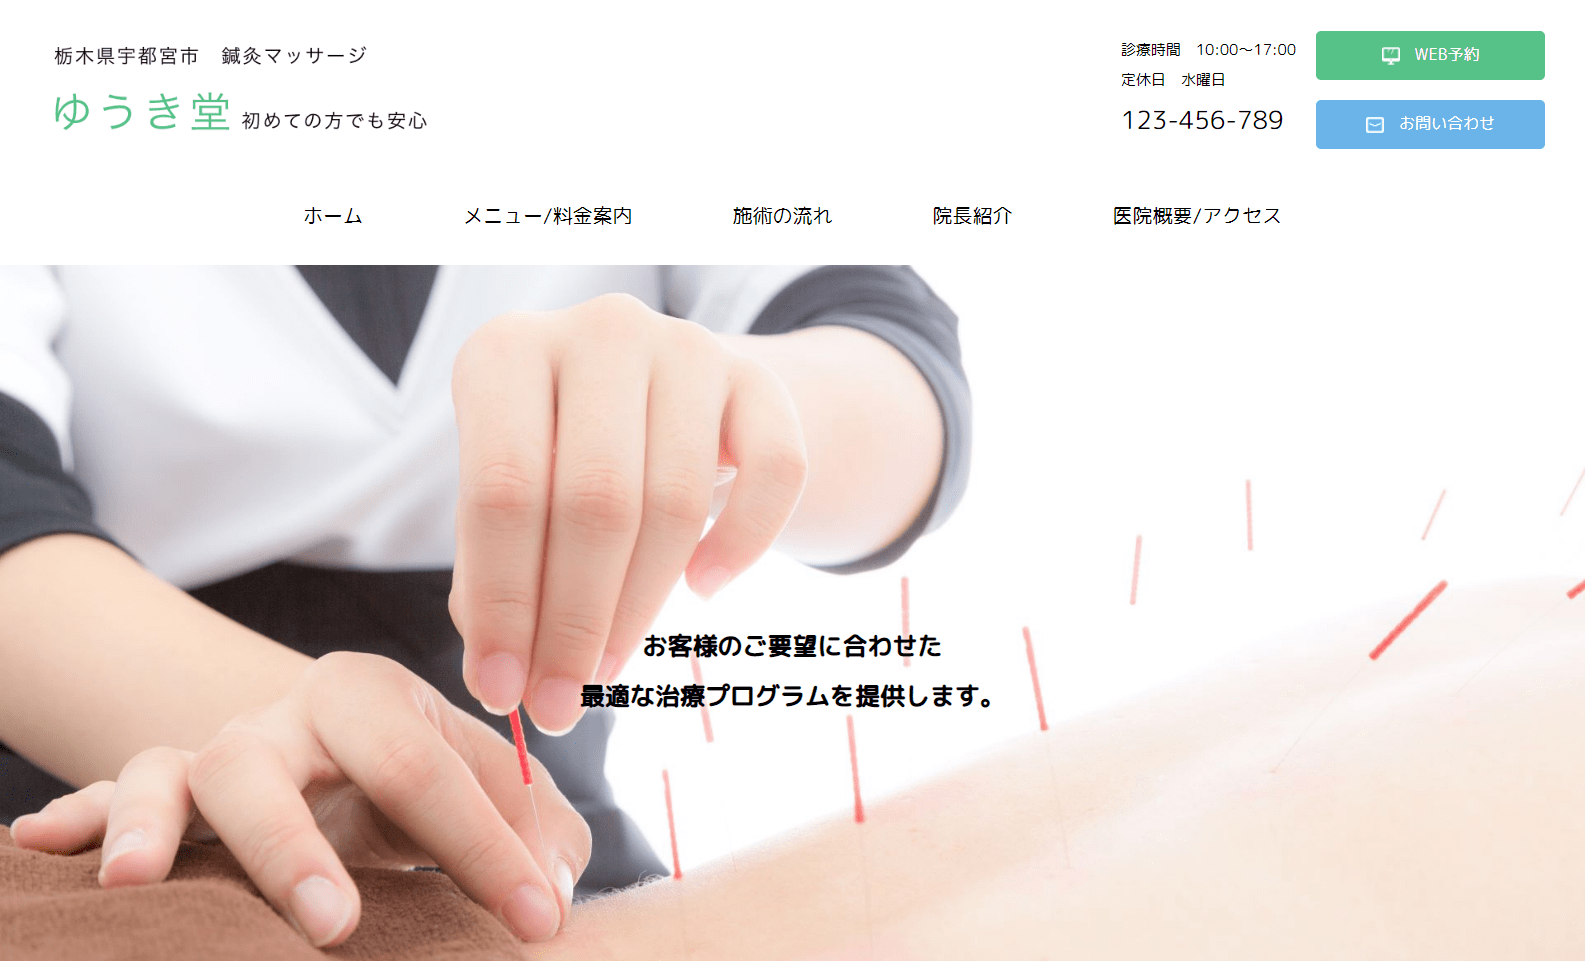 栃木県宇都宮市　鍼灸マッサージ
ゆうき堂 初めての方でも安心
診療時間　10:00〜17:00
定休日　水曜日
123-456-789
WEB予約
お問い合わせ
ホーム
メニュー/料金案内
施術の流れ
院長紹介
医院概要/アクセス
お客様のご要望に合わせた
最適な治療プログラムを提供します。